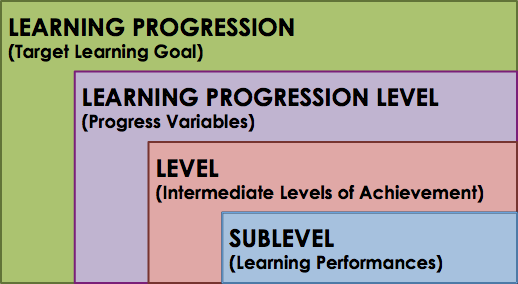 LEARNING PROGRESSION
(Target Learning Goal)
LEARNING PROGRESSION LEVEL
(Progress Variables)
LEVEL
(Intermediate Levels of Achievement)
SUBLEVEL
(Learning Performances)